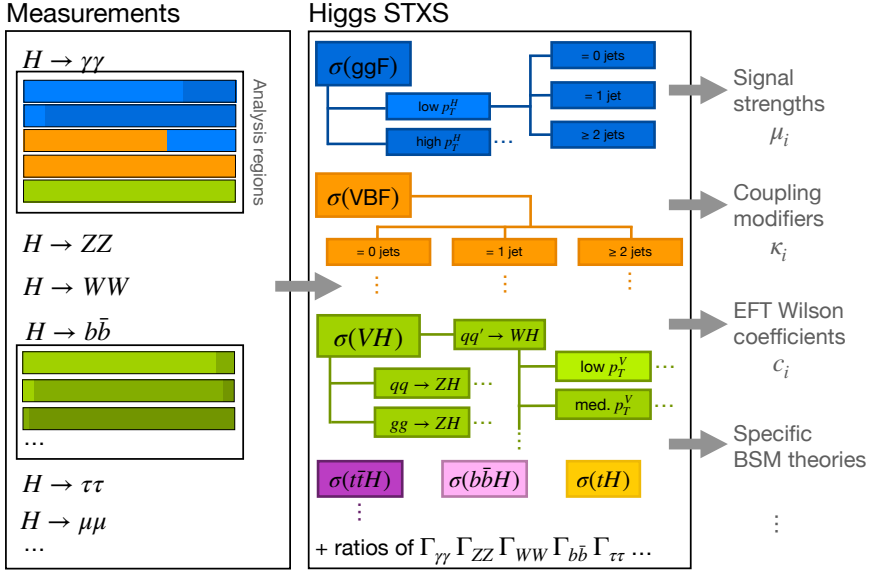 Measurements
H → γγ
Analysis regions
H → ZZ
H → WW
H → bb̄
...
H → ττ
H → μμ
...
Higgs STXS
σ(ggF)
low p_T^H
high p_T^H ...
= 0 jets
= 1 jet
≥ 2 jets
σ(VBF)
= 0 jets
= 1 jet
≥ 2 jets
σ(VH)
qq′ → WH
qq → ZH ...
gg → ZH ...
low p_T^V ...
med. p_T^V ...
σ(tt̄H)
σ(bb̄H)
σ(tH)
+ ratios of Γ_γγ Γ_ZZ Γ_WW Γ_bb̄ Γ_ττ ...
Signal
strengths
μ_i
Coupling
modifiers
κ_i
EFT Wilson
coefficients
c_i
Specific
BSM theories
⋮